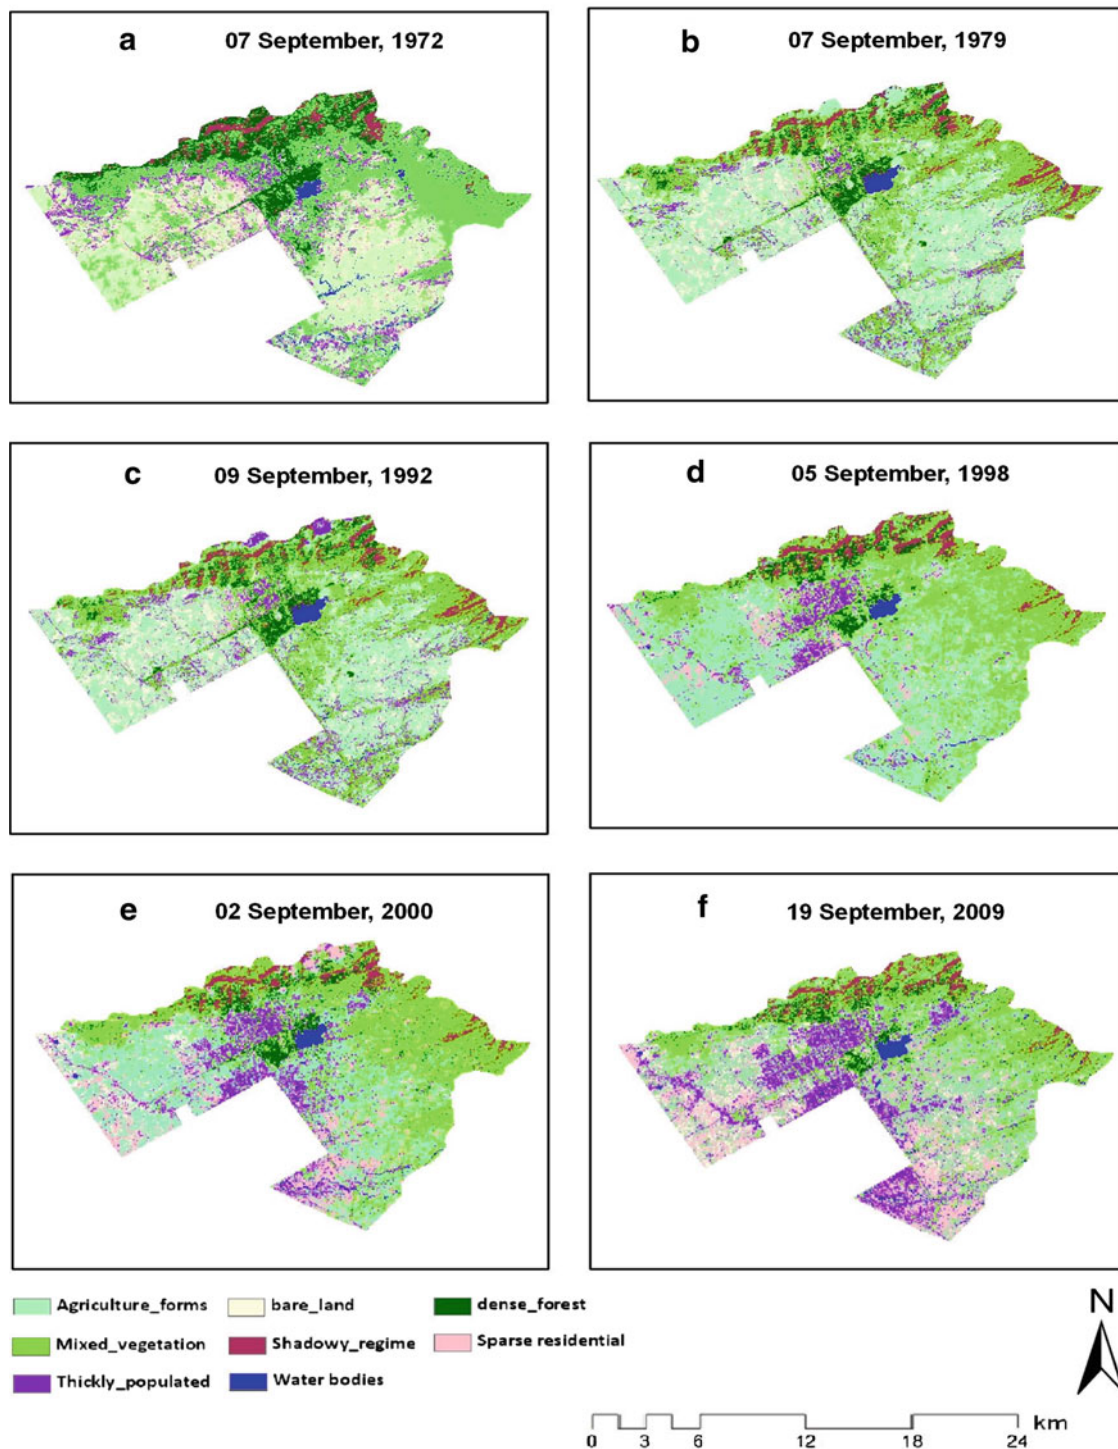 a 07 September, 1972
b 07 September, 1979
c 09 September, 1992
d 05 September, 1998
e 02 September, 2000
f 19 September, 2009
Agriculture_forms bare_land dense_forest
Mixed_vegetation Shadowy_regime Sparse residential
Thickly_populated Water bodies
N
km
0 3 6 12 18 24